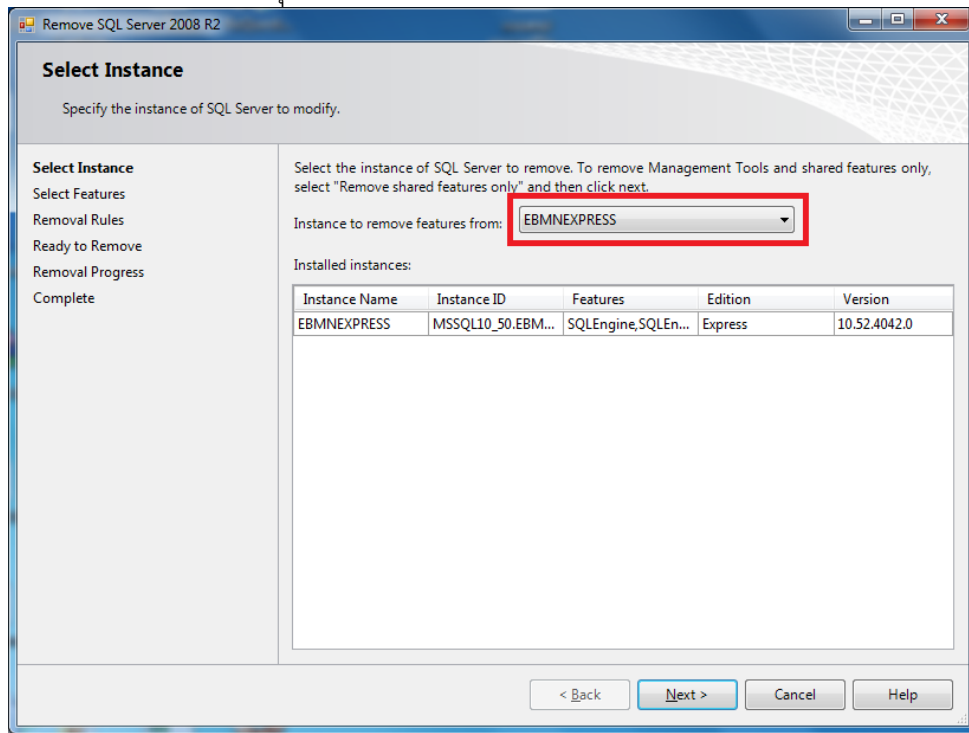 Remove SQL Server 2008 R2
Select Instance
Specify the instance of SQL Server to modify.
Select Instance
Select Features
Removal Rules
Ready to Remove
Removal Progress
Complete
Select the instance of SQL Server to remove. To remove Management Tools and shared features only,
select "Remove shared features only" and then click next.
Instance to remove features from: EBMNEXPRESS
Installed instances:
Instance Name Instance ID Features Edition Version
EBMNEXPRESS MSSQL10_50.EBM... SQLEngine,SQLEn... Express 10.52.4042.0
< Back Next > Cancel Help